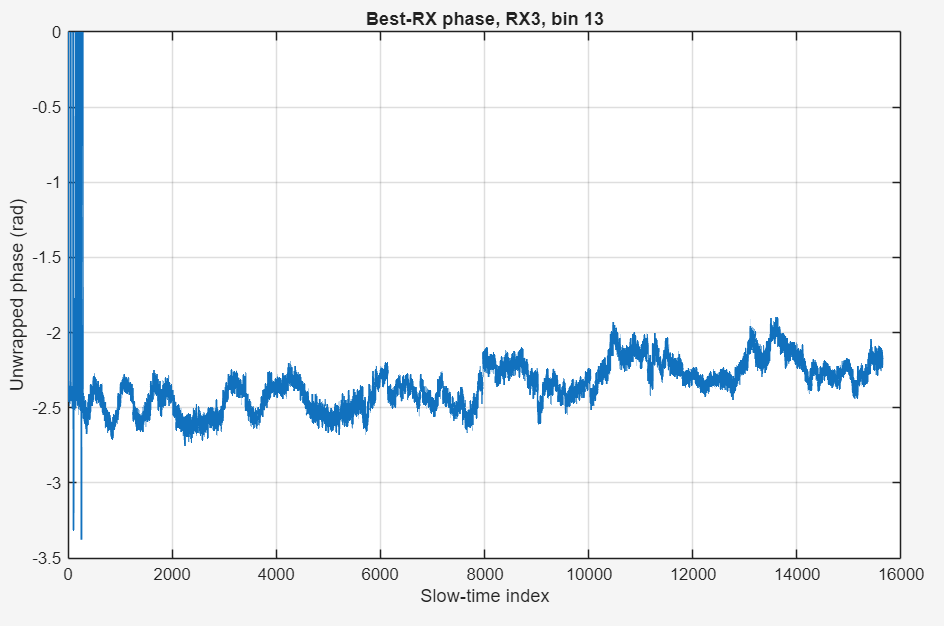 Best-RX phase, RX3, bin 13
Unwrapped phase (rad)
0
-0.5
-1
-1.5
-2
-2.5
-3
-3.5
0 2000 4000 6000 8000 10000 12000 14000 16000
Slow-time index